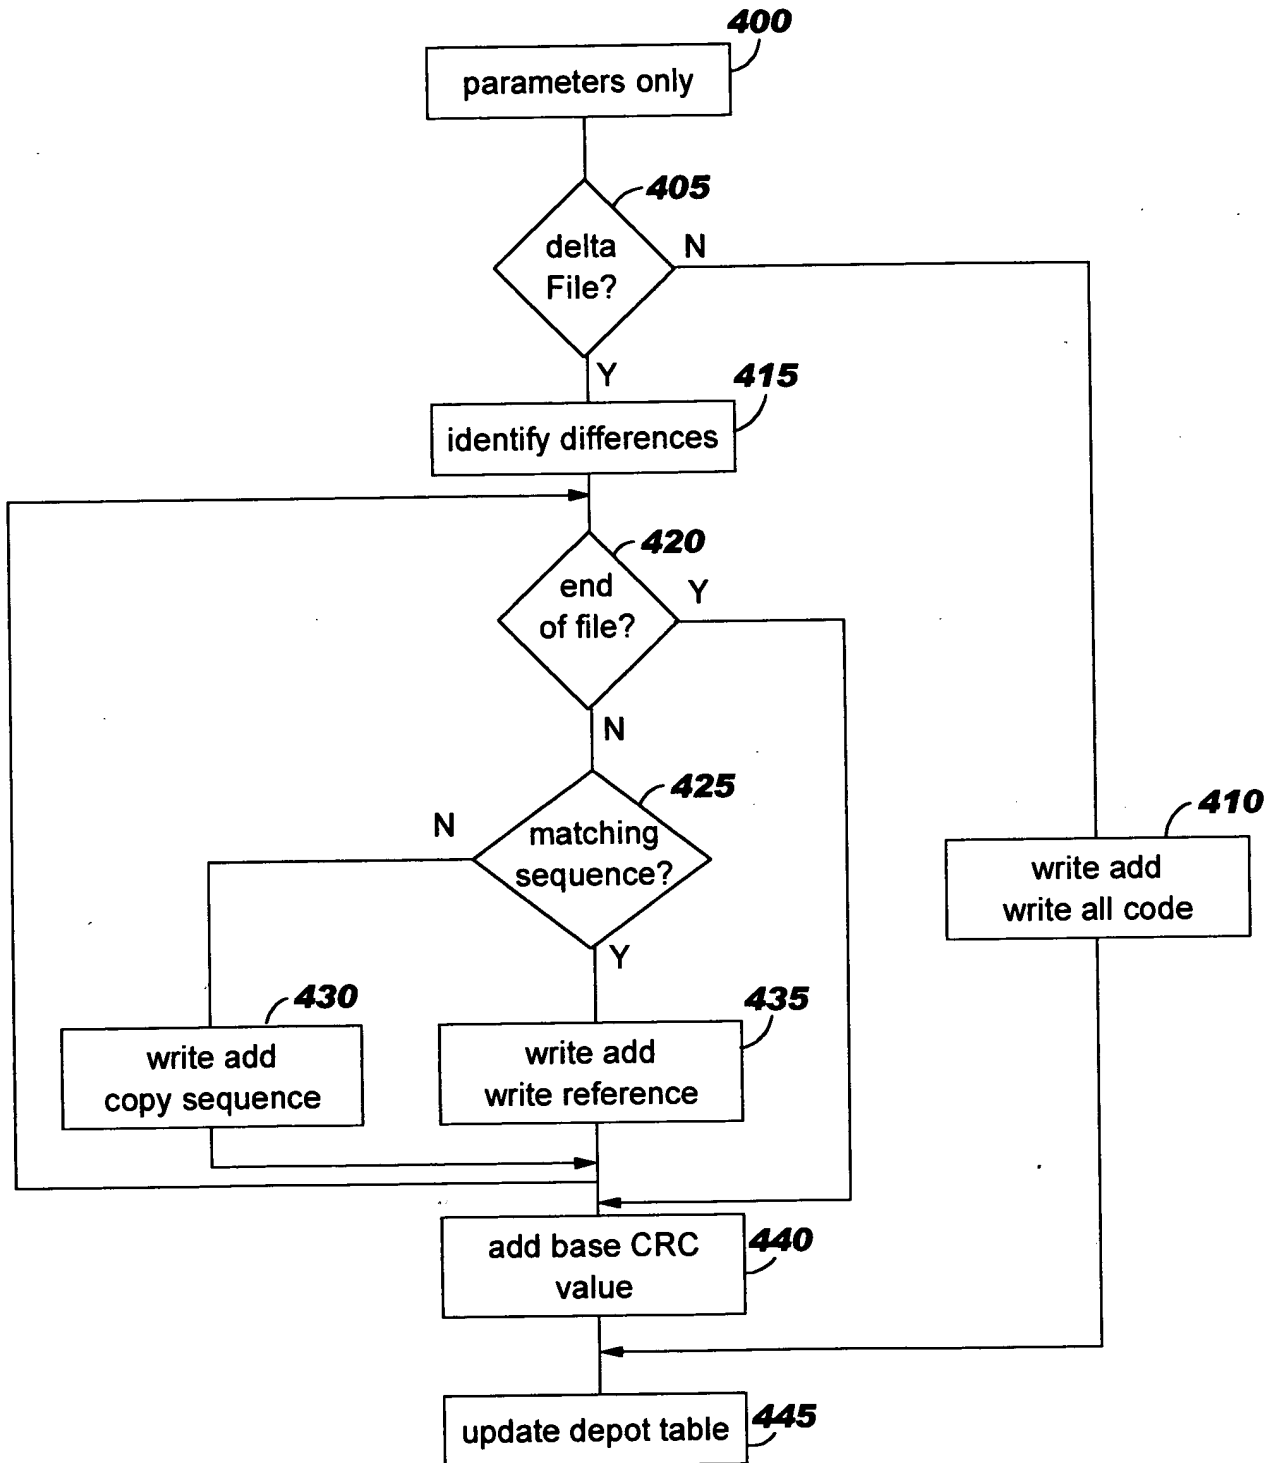 400
parameters only
405
delta
File?
N
Y
415
identify differences
420
end
of file?
Y
N
425
matching
sequence?
N
Y
410
write add
write all code
430
write add
copy sequence
435
write add
write reference
add base CRC
value
440
update depot table
445